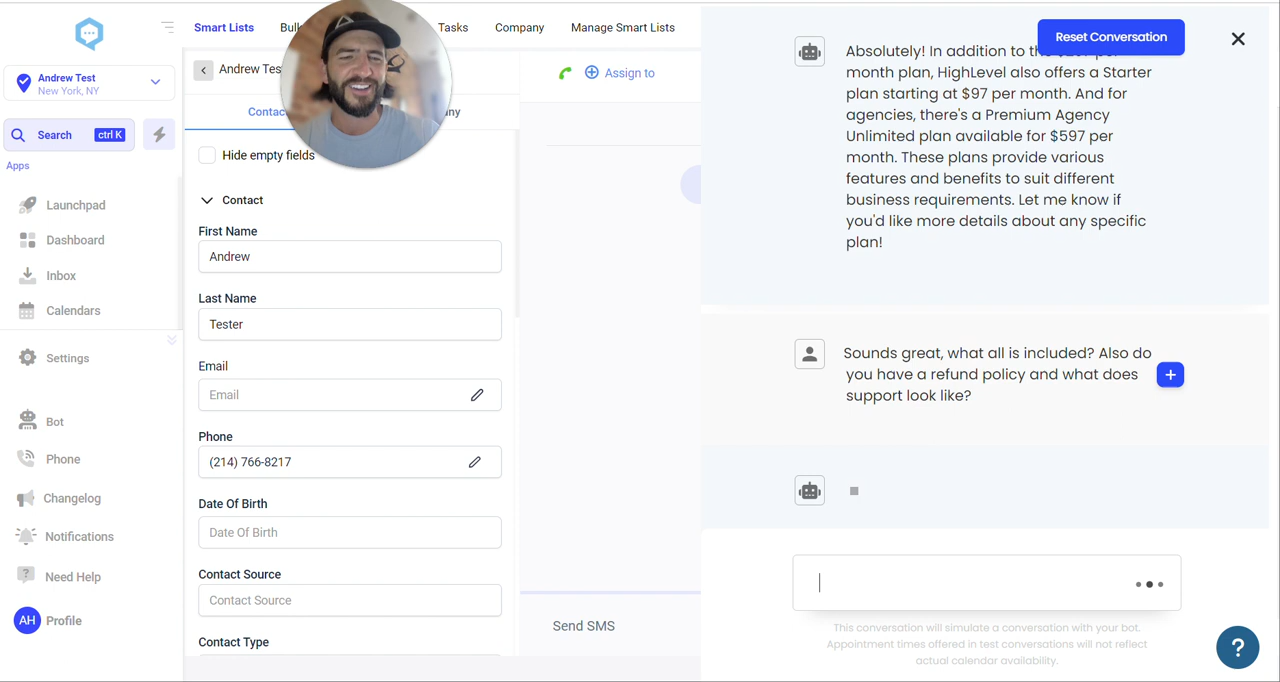 Smart Lists
Bulk
Tasks
Company
Manage Smart Lists
Andrew Test
New York, NY
Search
ctrl K
Apps
Launchpad
Dashboard
Inbox
Calendars
Settings
Bot
Phone
Changelog
Notifications
Need Help
AH
Profile
Andrew Tes
Contac
ny
Hide empty fields
Contact
First Name
Andrew
Last Name
Tester
Email
Email
Phone
(214) 766-8217
Date Of Birth
Date Of Birth
Contact Source
Contact Source
Contact Type
Assign to
Send SMS
Reset Conversation
Absolutely! In addition to the
month plan, HighLevel also offers a Starter
plan starting at $97 per month. And for
agencies, there's a Premium Agency
Unlimited plan available for $597 per
month. These plans provide various
features and benefits to suit different
business requirements. Let me know if
you'd like more details about any specific
plan!
Sounds great, what all is included? Also do
you have a refund policy and what does
support look like?
This conversation will simulate a conversation with your bot.
Appointment times offered in test conversations will not reflect
actual calendar availability.
?